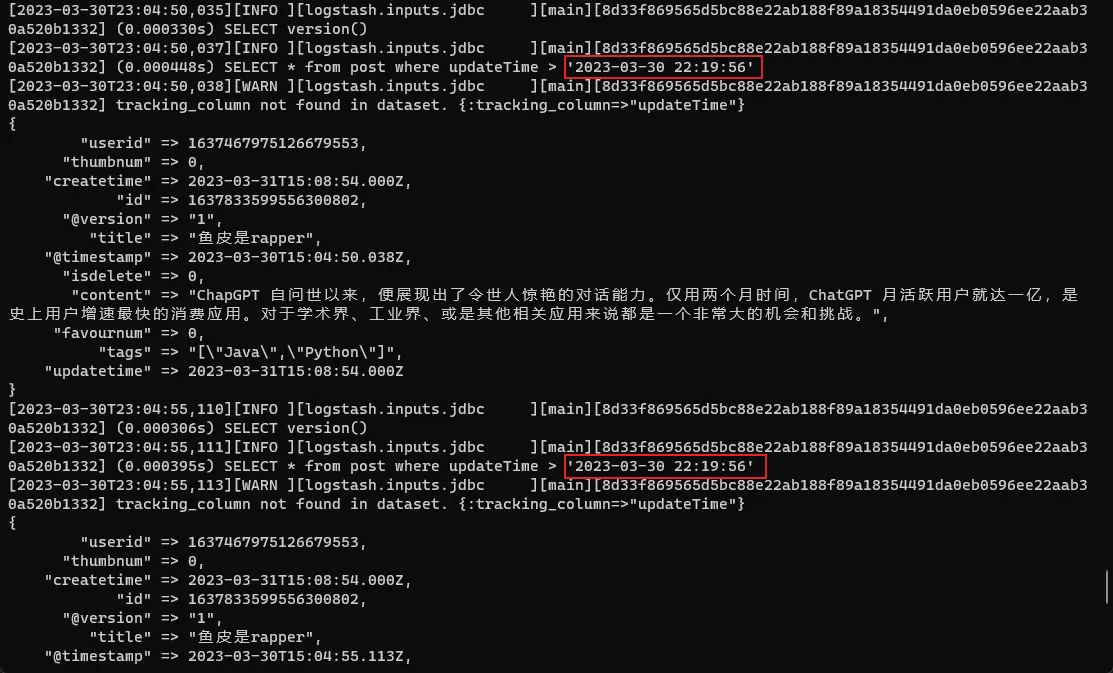 [2023-03-30T23:04:50,035][INFO ][logstash.inputs.jdbc     ][main][8d33f869565d5bc88e22ab188f89a18354491da0eb0596ee22aab3
0a520b1332] (0.000330s) SELECT version()
[2023-03-30T23:04:50,037][INFO ][logstash.inputs.jdbc     ][main][8d33f869565d5bc88e22ab188f89a18354491da0eb0596ee22aab3
0a520b1332] (0.000448s) SELECT * from post where updateTime > '2023-03-30 22:19:56'
[2023-03-30T23:04:50,038][WARN ][logstash.inputs.jdbc     ][main][8d33f869565d5bc88e22ab188f89a18354491da0eb0596ee22aab3
0a520b1332] tracking_column not found in dataset. {:tracking_column=>"updateTime"}
{
        "userid" => 1637467975126679553,
      "thumbnum" => 0,
    "createtime" => 2023-03-31T15:08:54.000Z,
            "id" => 1637833599556300802,
      "@version" => "1",
         "title" => "鱼皮是rapper",
    "@timestamp" => 2023-03-30T15:04:50.038Z,
      "isdelete" => 0,
       "content" => "ChapGPT 自问世以来，便展现出了令世人惊艳的对话能力。仅用两个月时间，ChatGPT 月活跃用户就达一亿，是
史上用户增速最快的消费应用。对于学术界、工业界、或是其他相关应用来说都是一个非常大的机会和挑战。",
     "favournum" => 0,
          "tags" => "[\"Java\",\"Python\"]",
    "updatetime" => 2023-03-31T15:08:54.000Z
}
[2023-03-30T23:04:55,110][INFO ][logstash.inputs.jdbc     ][main][8d33f869565d5bc88e22ab188f89a18354491da0eb0596ee22aab3
0a520b1332] (0.000306s) SELECT version()
[2023-03-30T23:04:55,111][INFO ][logstash.inputs.jdbc     ][main][8d33f869565d5bc88e22ab188f89a18354491da0eb0596ee22aab3
0a520b1332] (0.000395s) SELECT * from post where updateTime > '2023-03-30 22:19:56'
[2023-03-30T23:04:55,113][WARN ][logstash.inputs.jdbc     ][main][8d33f869565d5bc88e22ab188f89a18354491da0eb0596ee22aab3
0a520b1332] tracking_column not found in dataset. {:tracking_column=>"updateTime"}
{
        "userid" => 1637467975126679553,
      "thumbnum" => 0,
    "createtime" => 2023-03-31T15:08:54.000Z,
            "id" => 1637833599556300802,
      "@version" => "1",
         "title" => "鱼皮是rapper",
    "@timestamp" => 2023-03-30T15:04:55.113Z,